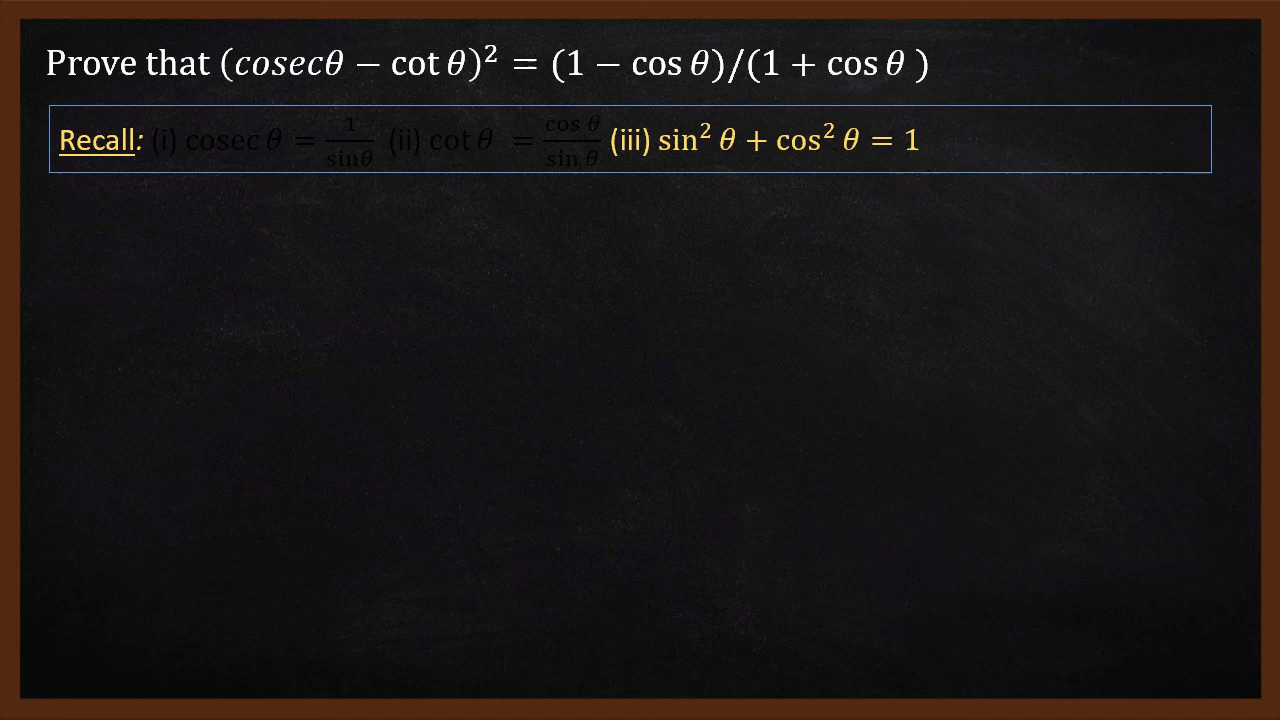 Prove that (cosecθ − cot θ)² = (1 − cos θ)/(1 + cos θ )
Recall: (i) cosec θ = 1/sinθ (ii) cot θ = cos θ/sin θ (iii) sin² θ + cos² θ = 1